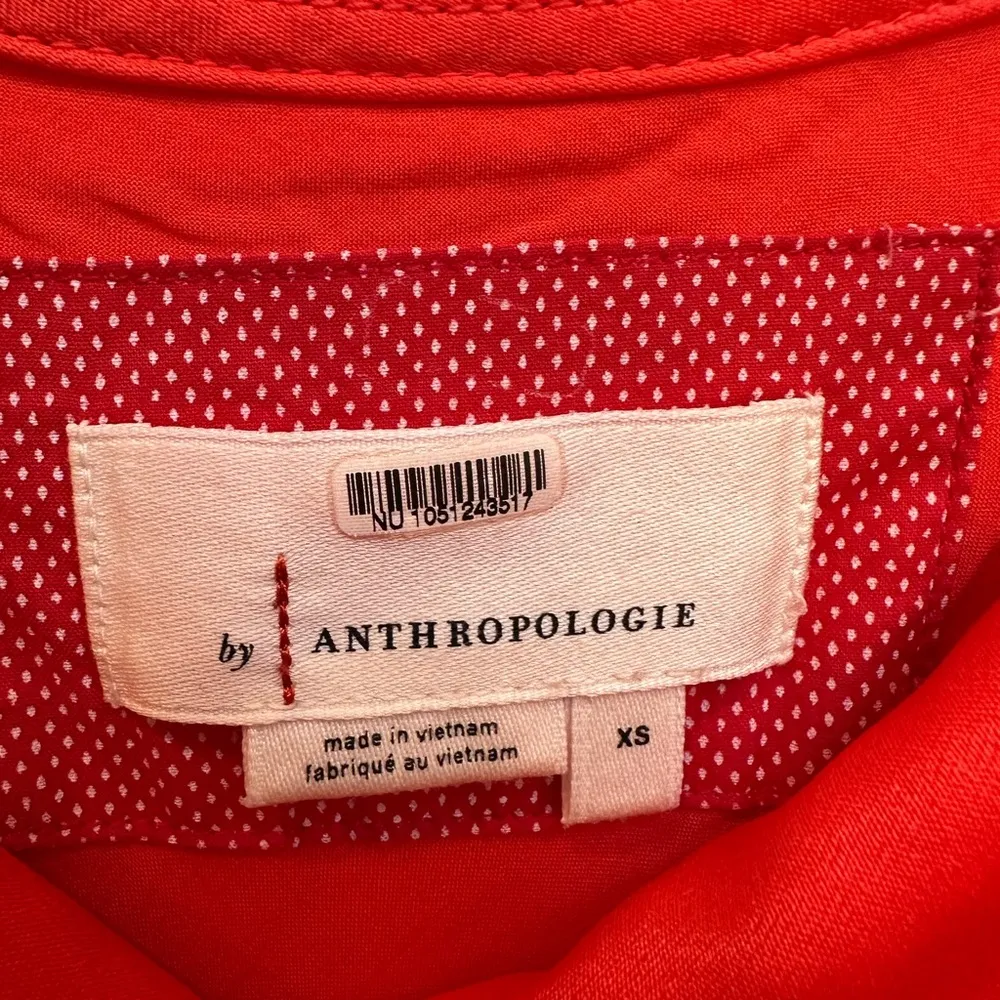 NU 1051243517
by ANTHROPOLOGIE
made in vietnam
fabriqué au vietnam
XS